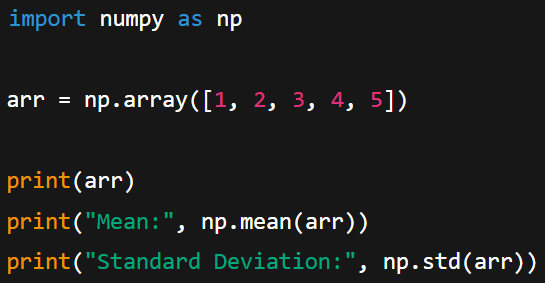 import numpy as np
arr = np.array([1, 2, 3, 4, 5])
print(arr)
print("Mean:", np.mean(arr))
print("Standard Deviation:", np.std(arr))